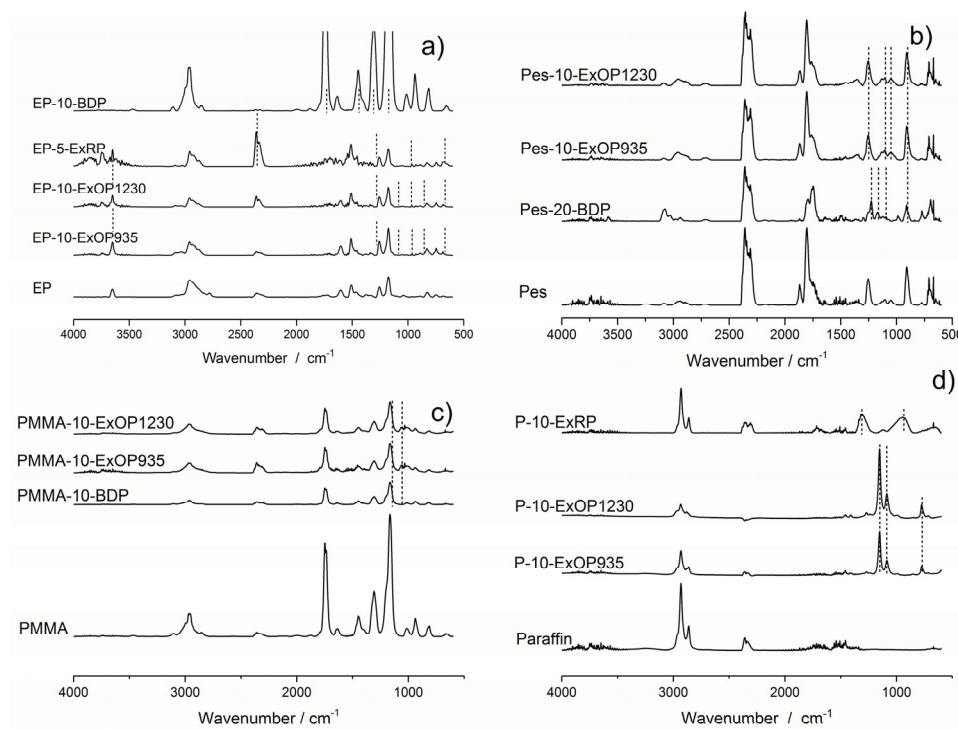 a)
EP-10-BDP
EP-5-ExRP
EP-10-ExOP1230
EP-10-ExOP935
EP
4000 3500 3000 2500 2000 1500 1000 500
Wavenumber / cm-1
b)
Pes-10-ExOP1230
Pes-10-ExOP935
Pes-20-BDP
Pes
4000 3500 3000 2500 2000 1500 1000 500
Wavenumber / cm-1
c)
PMMA-10-ExOP1230
PMMA-10-ExOP935
PMMA-10-BDP
PMMA
4000 3000 2000 1000
Wavenumber / cm-1
d)
P-10-ExRP
P-10-ExOP1230
P-10-ExOP935
Paraffin
4000 3000 2000 1000
Wavenumber / cm-1